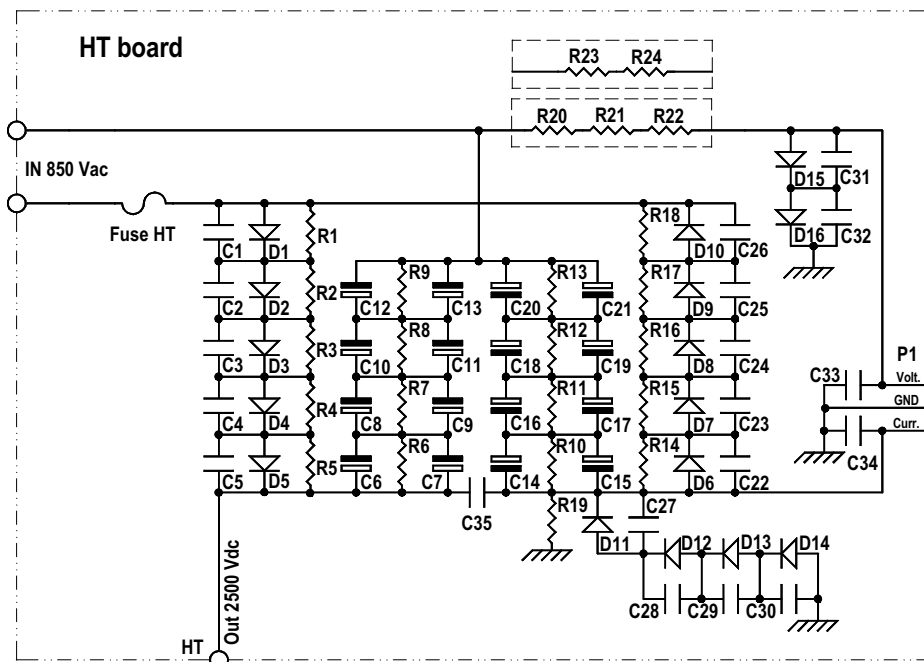 HT board
R23 R24
R20 R21 R22
IN 850 Vac
D15 C31
D16 C32
Fuse HT
C1 D1 R1
R18 D10 C26
C2 D2 R2
C12 R9 C13
C20 R13 C21
R17 D9 C25
C3 D3 R3
C10 R8 C11
C18 R12 C19
R16 D8 C24
C33 P1
Volt.
GND
Curr.
C34
C4 D4 R4
C8 R7 C9
C16 R11 C17
R15 D7 C23
C5 D5 R5
C6 R6 C7
C14 R10 C15
R14 D6 C22
C35
R19
D11
C27
D12 D13 D14
C28 C29 C30
Out 2500 Vdc
HT